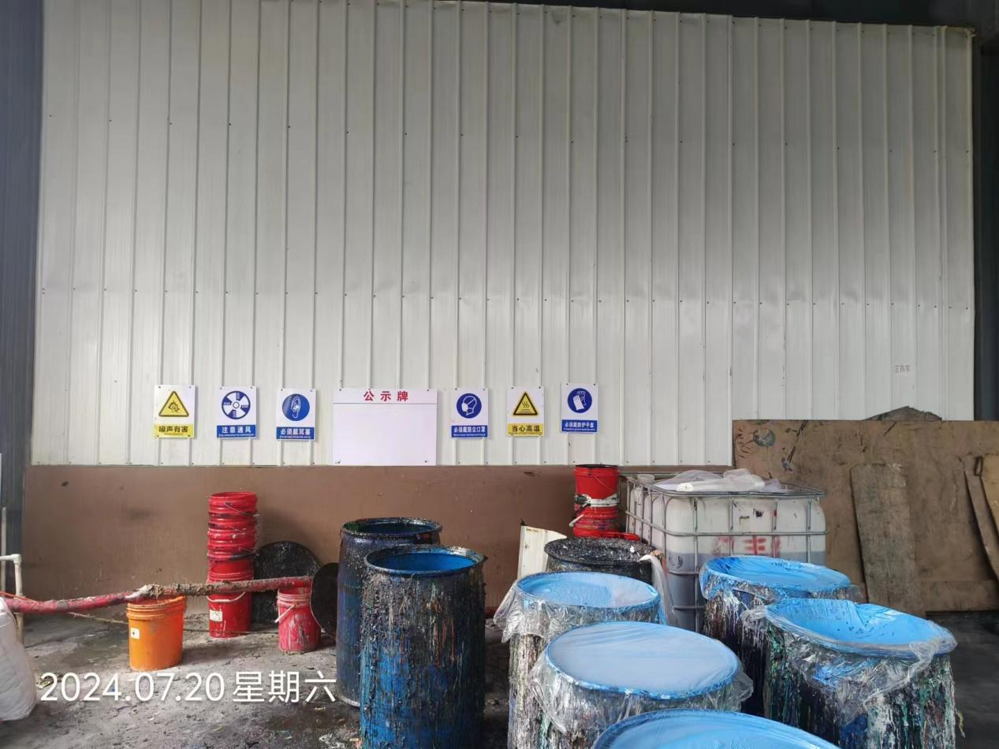 公示牌
噪声有害
注意通风
必须戴耳塞
必须戴防尘口罩
当心高温
必须戴防护手套
2024.07.20 星期六